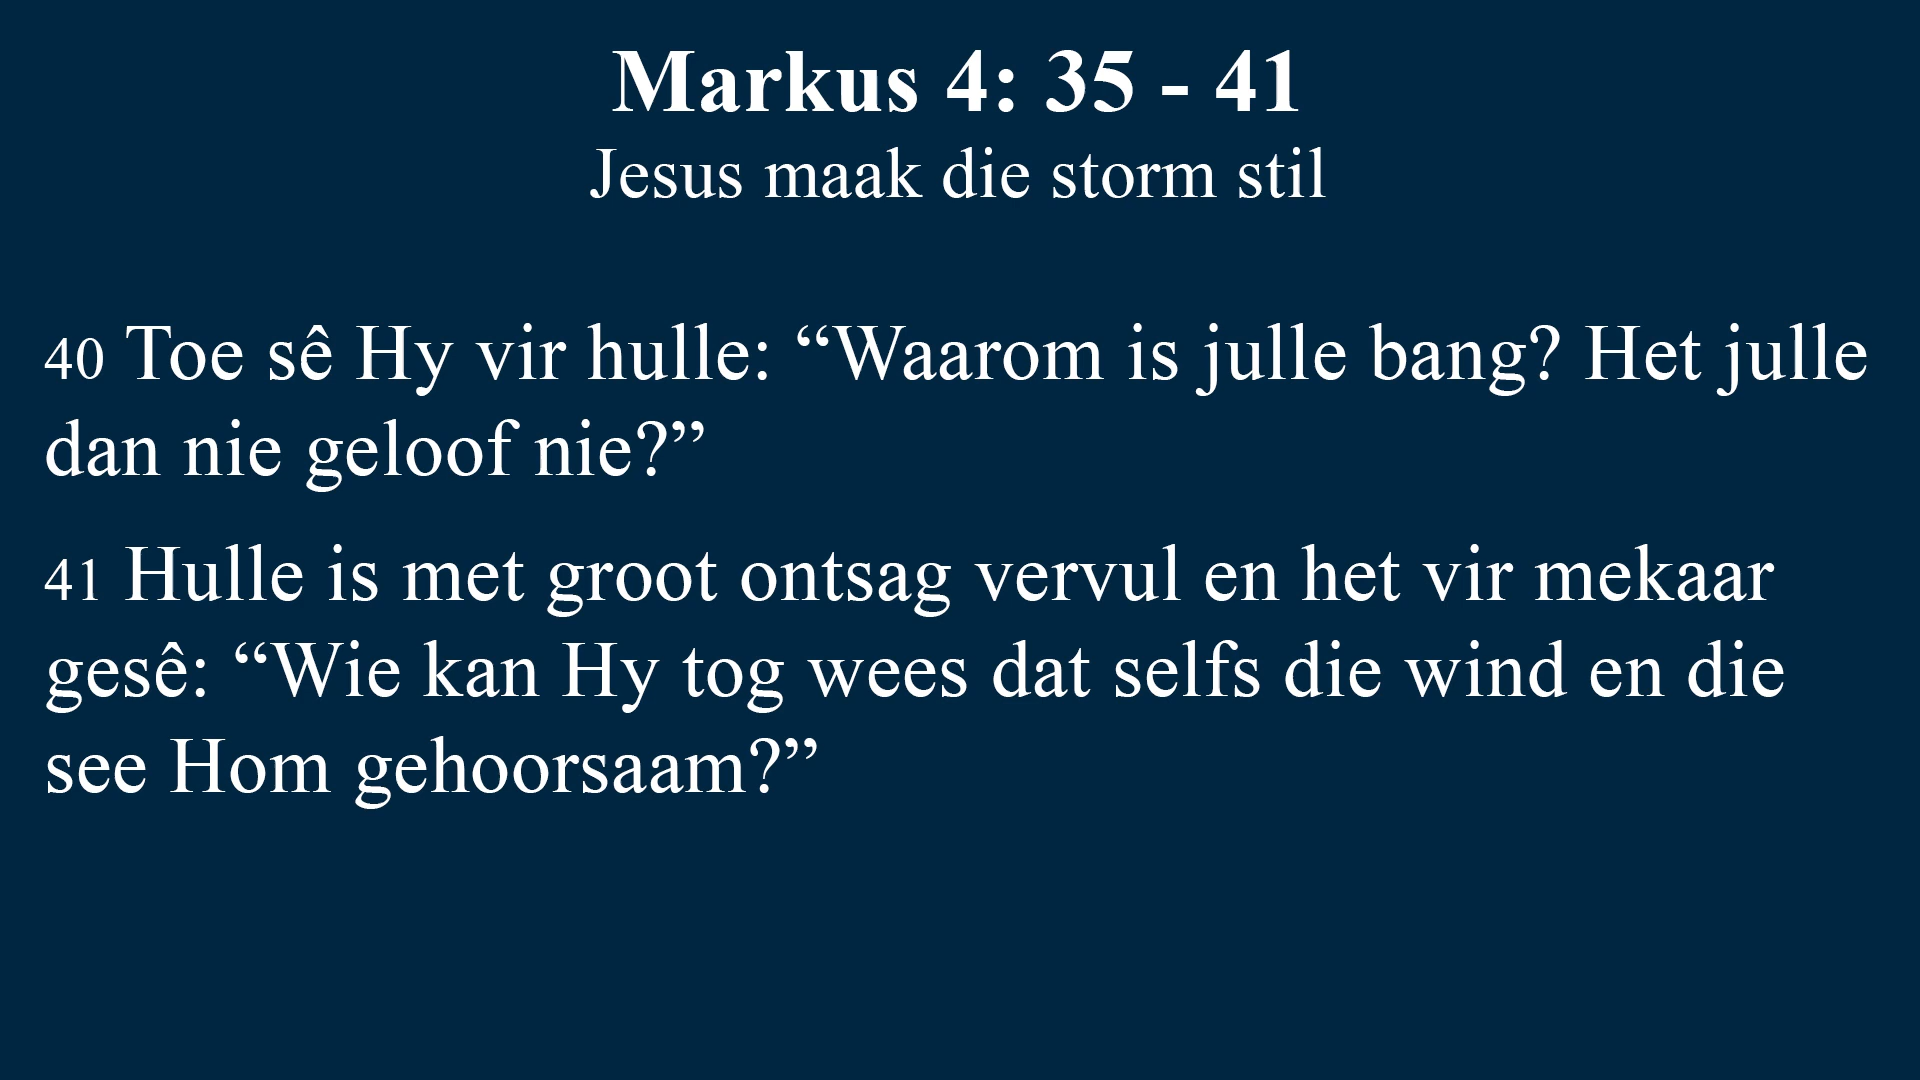 Markus 4: 35 - 41
Jesus maak die storm stil
40 Toe sê Hy vir hulle: “Waarom is julle bang? Het julle
dan nie geloof nie?”
41 Hulle is met groot ontsag vervul en het vir mekaar
gesê: “Wie kan Hy tog wees dat selfs die wind en die
see Hom gehoorsaam?”